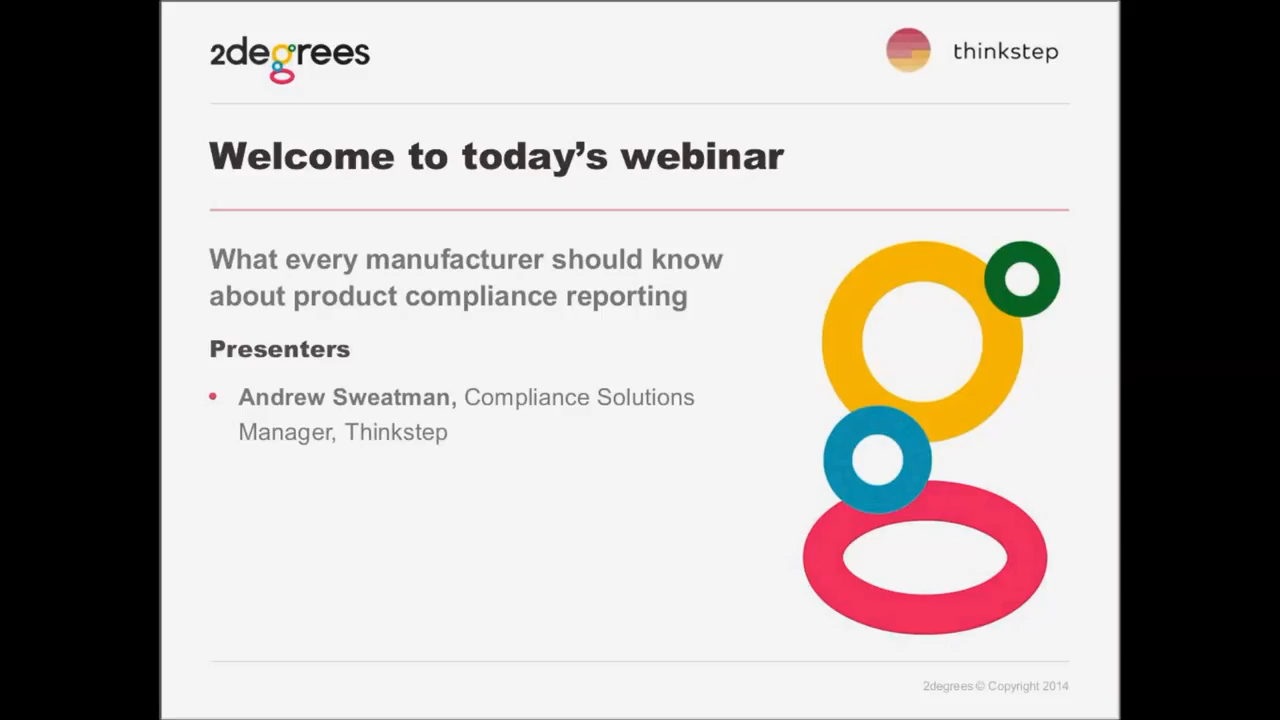 2degrees
thinkstep
Welcome to today’s webinar
What every manufacturer should know
about product compliance reporting
Presenters
• Andrew Sweatman, Compliance Solutions
Manager, Thinkstep
2degrees © Copyright 2014